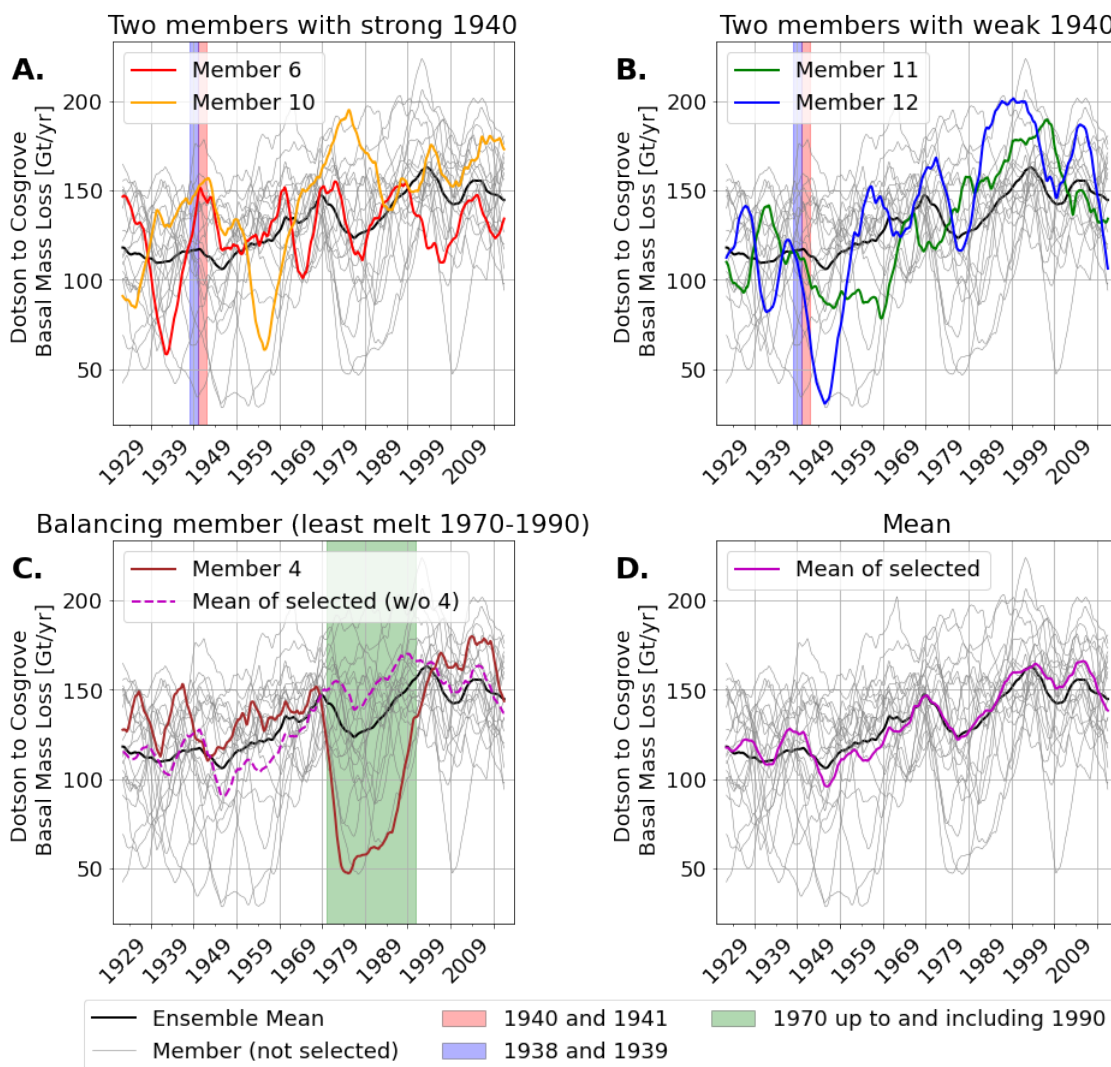 Two members with strong 1940
A.
Member 6
Member 10
Dotson to Cosgrove
Basal Mass Loss [Gt/yr]
200
150
100
50
1929
1939
1949
1959
1969
1979
1989
1999
2009
Two members with weak 1940
B.
Member 11
Member 12
Dotson to Cosgrove
Basal Mass Loss [Gt/yr]
200
150
100
50
1929
1939
1949
1959
1969
1979
1989
1999
2009
Balancing member (least melt 1970-1990)
C.
Member 4
Mean of selected (w/o 4)
Dotson to Cosgrove
Basal Mass Loss [Gt/yr]
200
150
100
50
1929
1939
1949
1959
1969
1979
1989
1999
2009
Mean
D.
Mean of selected
Dotson to Cosgrove
Basal Mass Loss [Gt/yr]
200
150
100
50
1929
1939
1949
1959
1969
1979
1989
1999
2009
Ensemble Mean
Member (not selected)
1940 and 1941
1938 and 1939
1970 up to and including 1990